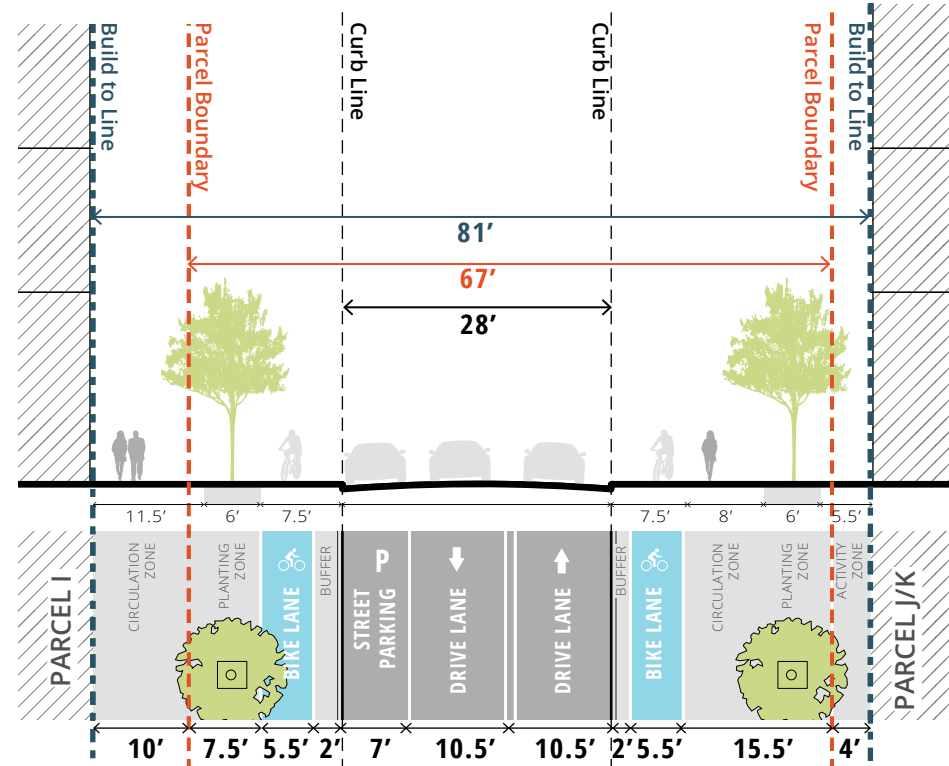 Build to Line
Parcel Boundary
Curb Line
Curb Line
Parcel Boundary
Build to Line
81’
67’
28’
11.5’
6’
7.5’
7.5’
8’
6’
5.5’
PARCEL I
CIRCULATION
ZONE
PLANTING
ZONE
BIKE LANE
BUFFER
P
STREET
PARKING
DRIVE LANE
DRIVE LANE
BUFFER
BIKE LANE
CIRCULATION
ZONE
PLANTING
ZONE
ACTIVITY
ZONE
PARCEL J/K
10’
7.5’
5.5’
2’
7’
10.5’
10.5’
2’
5.5’
15.5’
4’